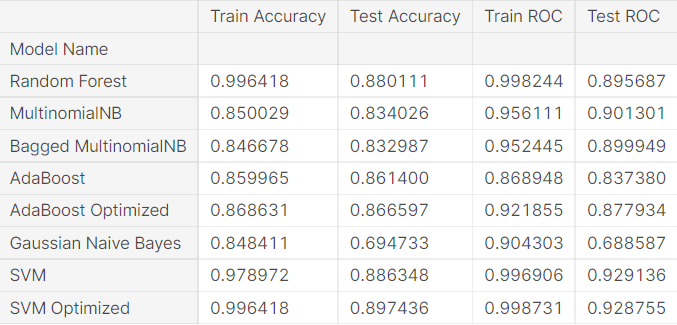 Train Accuracy Test Accuracy Train ROC Test ROC
Model Name
Random Forest 0.996418 0.880111 0.998244 0.895687
MultinomialNB 0.850029 0.834026 0.956111 0.901301
Bagged MultinomialNB 0.846678 0.832987 0.952445 0.899949
AdaBoost 0.859965 0.861400 0.868948 0.837380
AdaBoost Optimized 0.868631 0.866597 0.921855 0.877934
Gaussian Naive Bayes 0.848411 0.694733 0.904303 0.688587
SVM 0.978972 0.886348 0.996906 0.929136
SVM Optimized 0.996418 0.897436 0.998731 0.928755